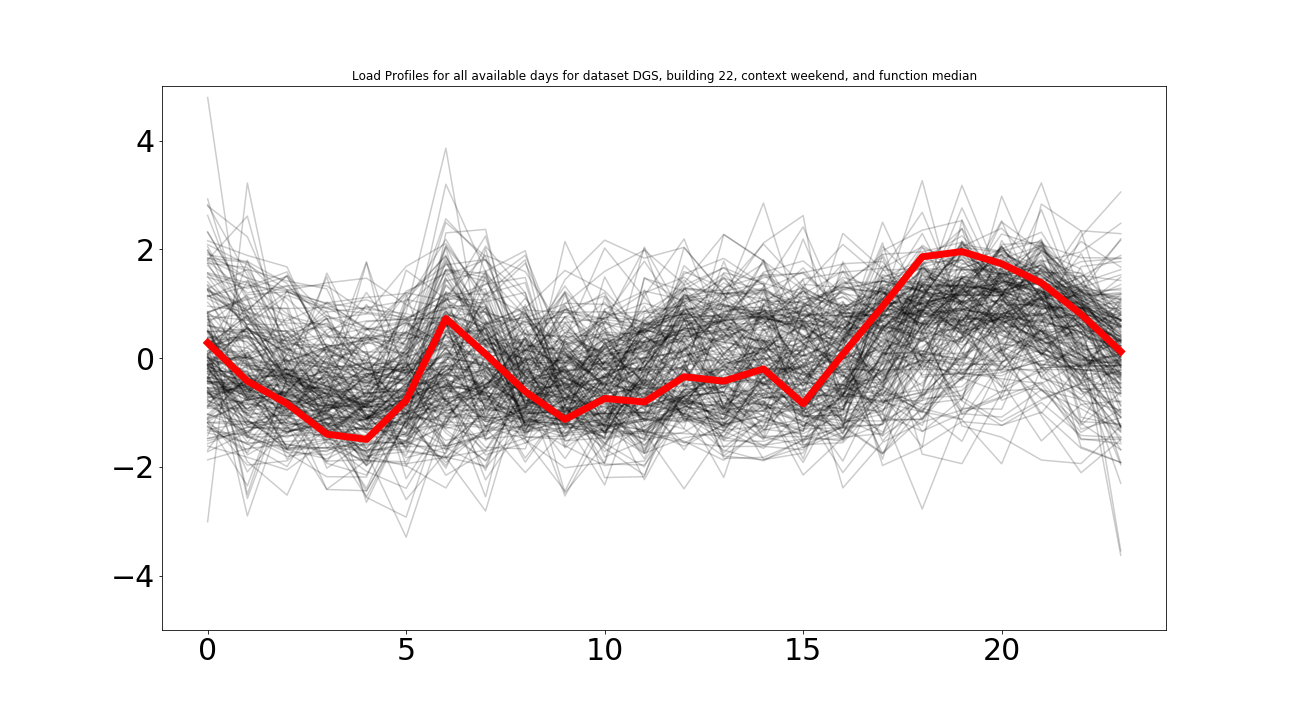 Load Profiles for all available days for dataset DGS, building 22, context weekend, and function median
4
2
0
−2
−4
0 5 10 15 20